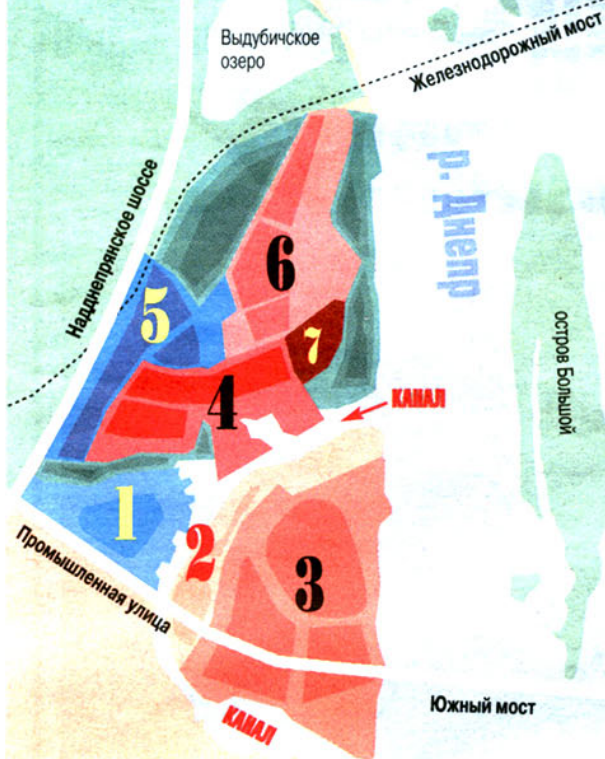 Выдубичское
озеро
Железнодорожный мост
Надднепрянское шоссе
р. Днепр
6
5
7
остров Большой
4
КАНАЛ
1
2
3
Промышленная улица
Южный мост
КАНАЛ